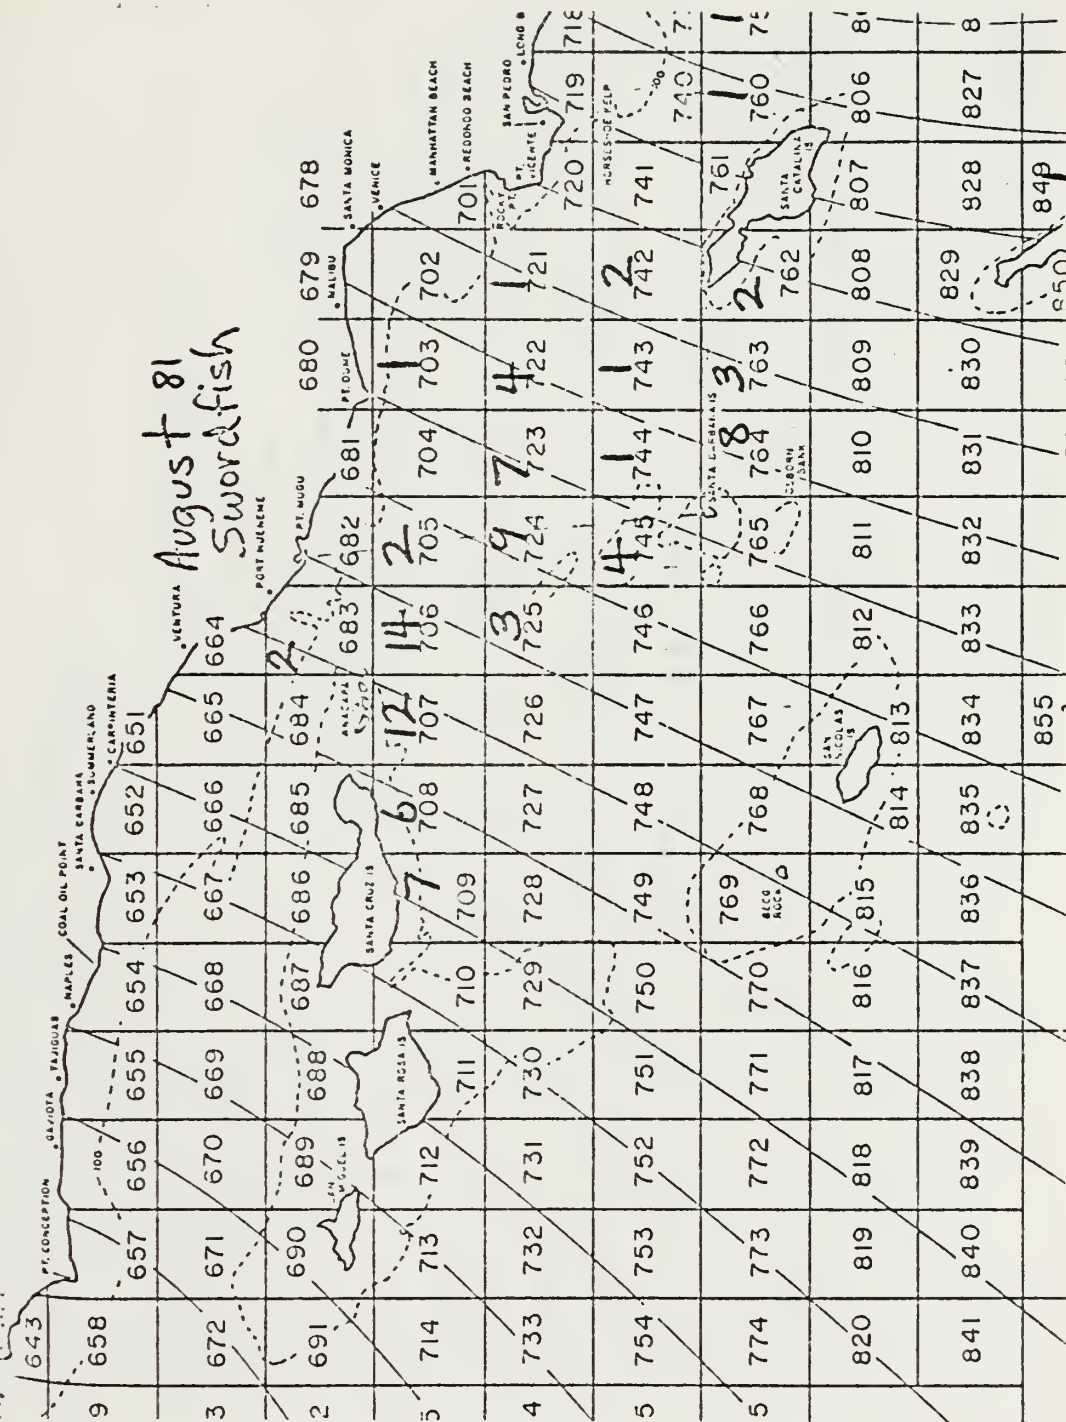 August 81
Swordfish
PT. CONCEPTION
GAVIOTA
TAJIGUAS
NAPLES
COAL OIL POINT
SANTA BARBARA
SUMMERLAND
CARPINTERIA
VENTURA
PORT HUENEME
PT. MUGU
PT. DUME
MALIBU
SANTA MONICA
VENICE
MANHATTAN BEACH
REDONDO BEACH
ROCKY PT.
PT. VICENTE
SAN PEDRO
LONG B
HORSESHOE KELP
643
658 657 656 655 654 653 652 651
100
672 671 670 669 668 667 666 665 664
691 690 689 688 687 686 685 684 683 682 681 680 679 678
2
SAN MIGUEL IS
SANTA ROSA IS
SANTA CRUZ IS
ANACAPA
714 713 712 711 710 709 708 707 706 705 704 703 702 701
7 6 12 14 2 1
733 732 731 730 729 728 727 726 725 724 723 722 721 720 719 718
3 9 7 4 1 1
754 753 752 751 750 749 748 747 746 745 744 743 742 741 740
4 1 1 2
100
774 773 772 771 770 769 768 767 766 765 764 763 762 761 760
8 3 2 1 1
BEGG ROCK
SANTA BARBARA IS
OSBORN BANK
SANTA CATALINA IS
820 819 818 817 816 815 814 813 812 811 810 809 808 807 806
SAN NICOLAS IS
841 840 839 838 837 836 835 834 833 832 831 830 829 828 827
855 850 849
1